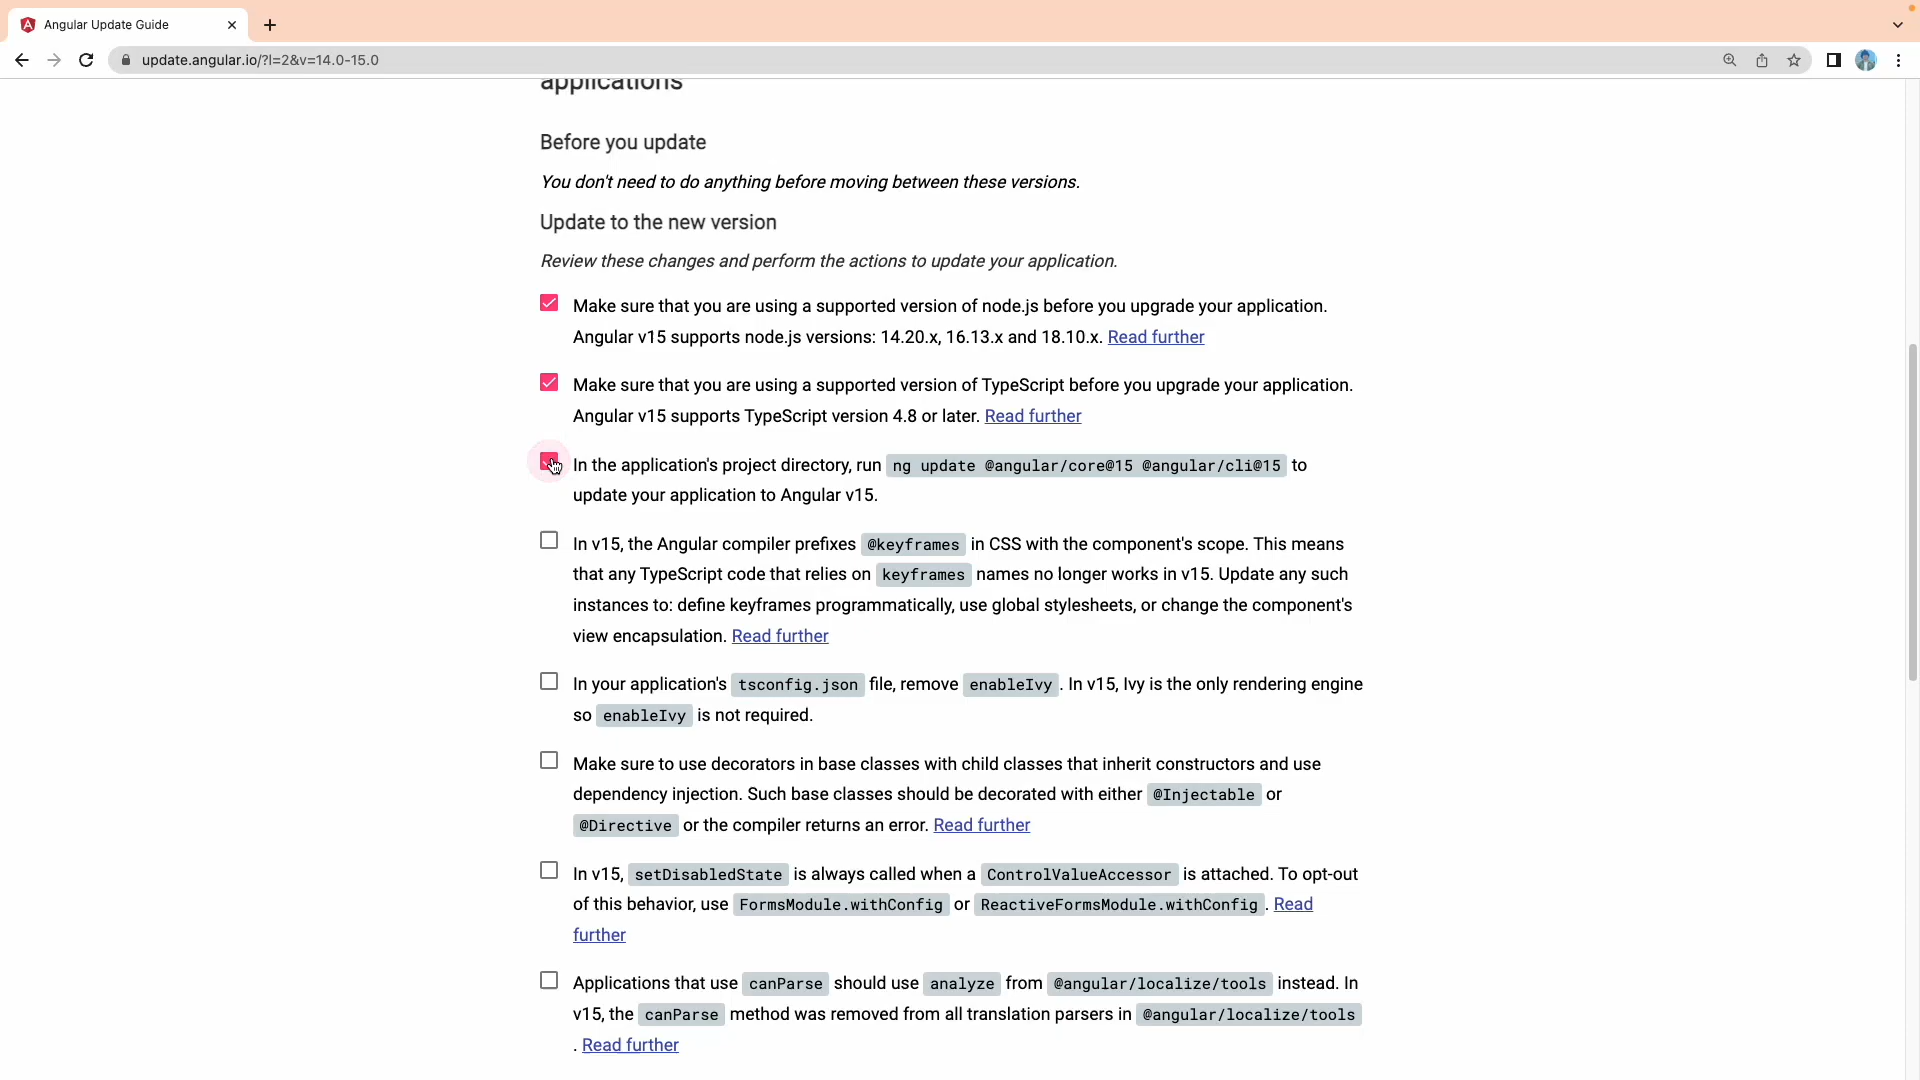 Angular Update Guide
update.angular.io/?l=2&v=14.0-15.0
applications
Before you update
You don't need to do anything before moving between these versions.
Update to the new version
Review these changes and perform the actions to update your application.
Make sure that you are using a supported version of node.js before you upgrade your application.
Angular v15 supports node.js versions: 14.20.x, 16.13.x and 18.10.x. Read further
Make sure that you are using a supported version of TypeScript before you upgrade your application.
Angular v15 supports TypeScript version 4.8 or later. Read further
In the application's project directory, run ng update @angular/core@15 @angular/cli@15 to
update your application to Angular v15.
In v15, the Angular compiler prefixes @keyframes in CSS with the component's scope. This means
that any TypeScript code that relies on keyframes names no longer works in v15. Update any such
instances to: define keyframes programmatically, use global stylesheets, or change the component's
view encapsulation. Read further
In your application's tsconfig.json file, remove enableIvy. In v15, Ivy is the only rendering engine
so enableIvy is not required.
Make sure to use decorators in base classes with child classes that inherit constructors and use
dependency injection. Such base classes should be decorated with either @Injectable or
@Directive or the compiler returns an error. Read further
In v15, setDisabledState is always called when a ControlValueAccessor is attached. To opt-out
of this behavior, use FormsModule.withConfig or ReactiveFormsModule.withConfig. Read
further
Applications that use canParse should use analyze from @angular/localize/tools instead. In
v15, the canParse method was removed from all translation parsers in @angular/localize/tools
. Read further